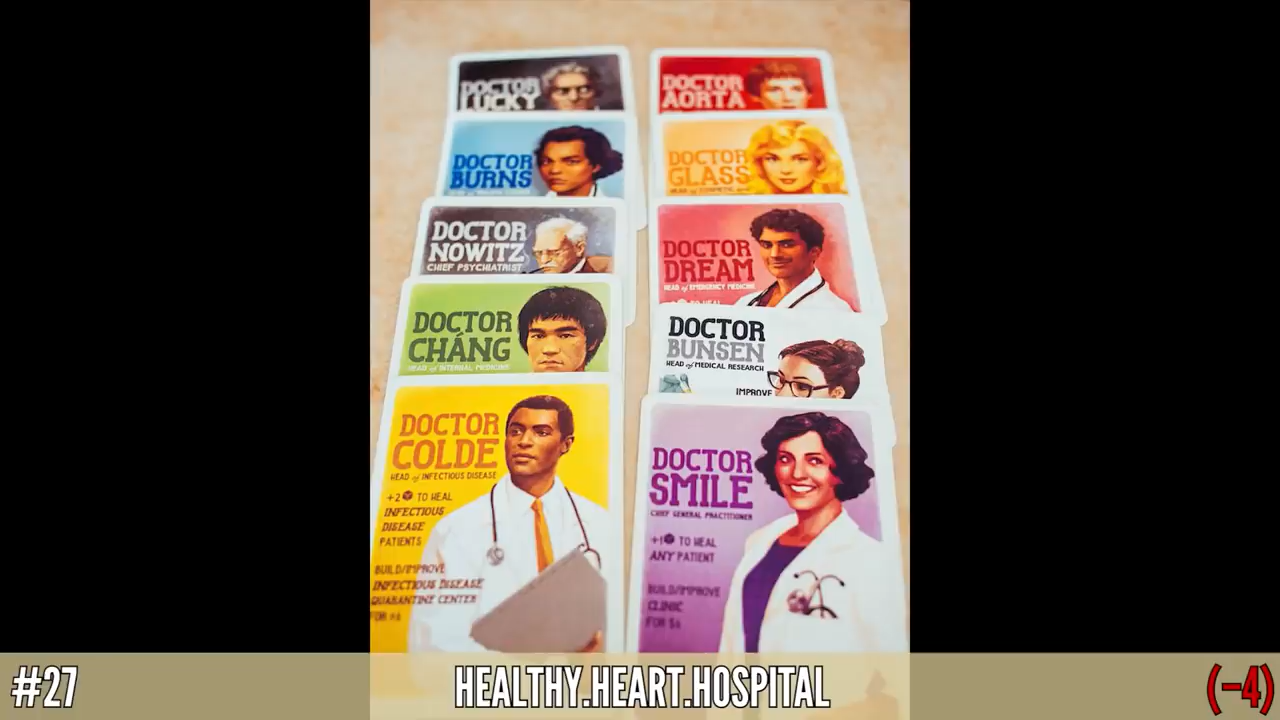 DOCTOR
LUCKY
DOCTOR
BURNS
DOCTOR
NOWITZ
CHIEF PSYCHIATRIST
DOCTOR
CHÁNG
HEAD of INTERNAL MEDICINE
DOCTOR
COLDE
HEAD of INFECTIOUS DISEASE
+2 TO HEAL
INFECTIOUS
DISEASE
PATIENTS
BUILD/IMPROVE
INFECTIOUS DISEASE
QUARANTINE CENTER
DOCTOR
AORTA
DOCTOR
GLASS
DOCTOR
DREAM
HEAD of EMERGENCY MEDICINE
TO HEAL
DOCTOR
BUNSEN
HEAD of MEDICAL RESEARCH
IMPROVE
DOCTOR
SMILE
CHIEF GENERAL PRACTITIONER
+1 TO HEAL
ANY PATIENT
BUILD/IMPROVE
CLINIC
FOR $6
#27
HEALTHY.HEART.HOSPITAL
(-4)